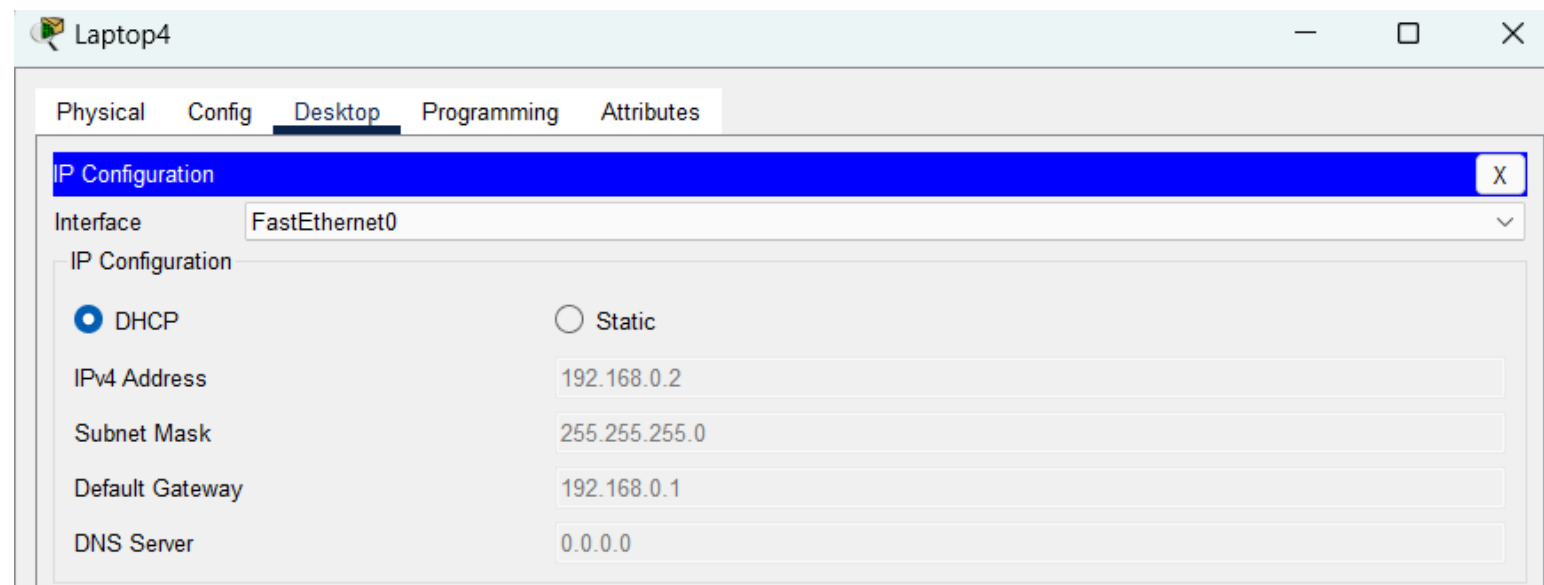 Laptop4
Physical Config Desktop Programming Attributes
IP Configuration X
Interface FastEthernet0
IP Configuration
DHCP Static
IPv4 Address 192.168.0.2
Subnet Mask 255.255.255.0
Default Gateway 192.168.0.1
DNS Server 0.0.0.0